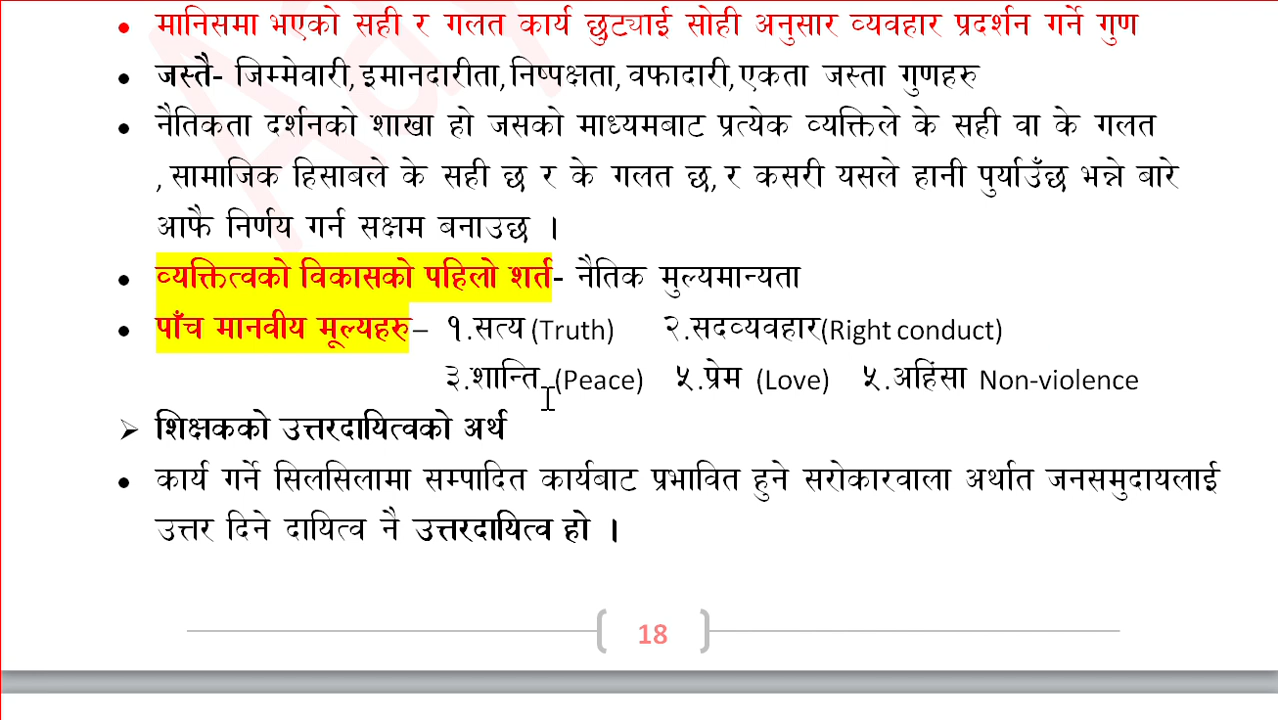 • मानिसमा भएको सही र गलत कार्य छुट्याई सोही अनुसार व्यवहार प्रदर्शन गर्ने गुण
• जस्तै- जिम्मेवारी,इमानदारीता,निष्पक्षता,वफादारी,एकता जस्ता गुणहरु
• नैतिकता दर्शनको शाखा हो जसको माध्यमबाट प्रत्येक व्यक्तिले के सही वा के गलत
,सामाजिक हिसाबले के सही छ र के गलत छ,र कसरी यसले हानी पुर्याउँछ भन्ने बारे
आफै निर्णय गर्न सक्षम बनाउछ ।
• व्यक्तित्वको विकासको पहिलो शर्त- नैतिक मुल्यमान्यता
• पाँच मानवीय मूल्यहरु– १.सत्य (Truth) २.सदव्यवहार(Right conduct)
३.शान्ति (Peace) ५.प्रेम (Love) ५.अहिंसा Non-violence
➢ शिक्षकको उत्तरदायित्वको अर्थ
• कार्य गर्ने सिलसिलामा सम्पादित कार्यबाट प्रभावित हुने सरोकारवाला अर्थात जनसमुदायलाई
उत्तर दिने दायित्व नै उत्तरदायित्व हो ।
18